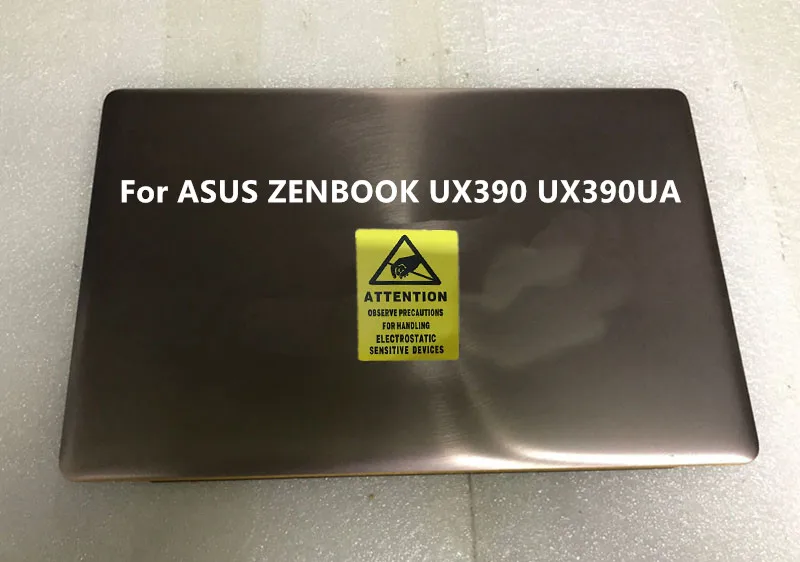 For ASUS ZENBOOK UX390 UX390UA
ATTENTION
OBSERVE PRECAUTIONS
FOR HANDLING
ELECTROSTATIC
SENSITIVE DEVICES